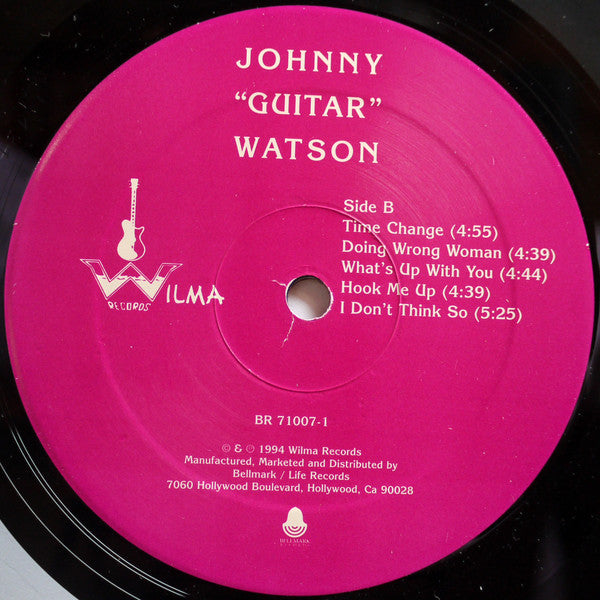 JOHNNY
“GUITAR”
WATSON
Side B
Time Change (4:55)
Doing Wrong Woman (4:39)
What's Up With You (4:44)
Hook Me Up (4:39)
I Don't Think So (5:25)
WILMA
RECORDS
BR 71007-1
© & ℗ 1994 Wilma Records
Manufactured, Marketed and Distributed by
Bellmark / Life Records
7060 Hollywood Boulevard, Hollywood, Ca 90028
BELLMARK
RECORDS